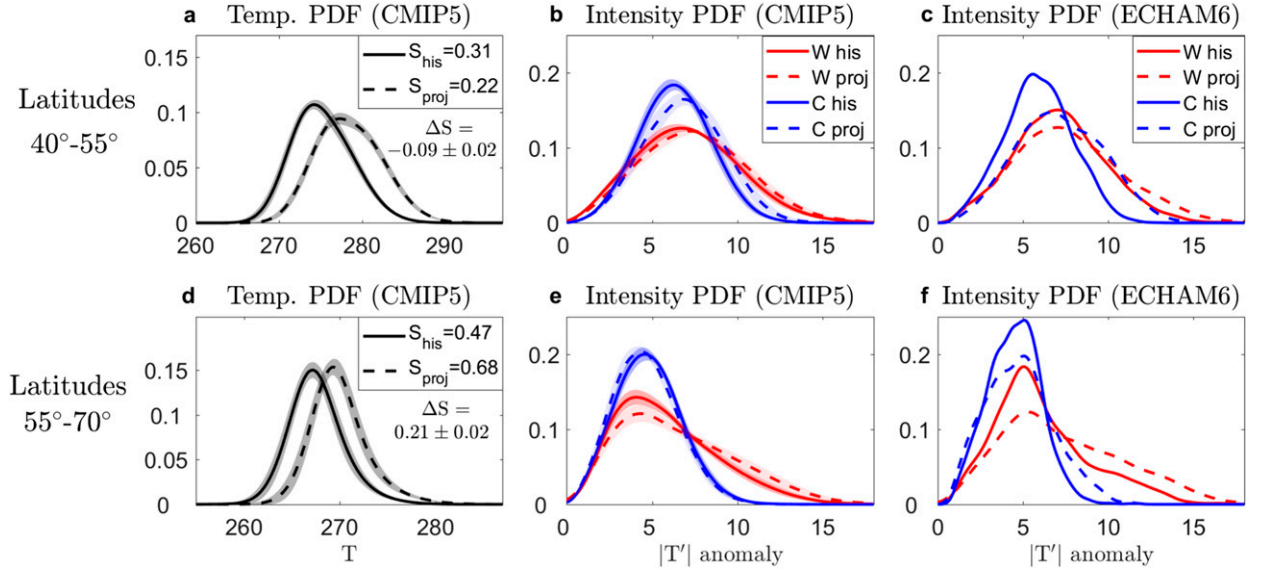 a Temp. PDF (CMIP5)
b Intensity PDF (CMIP5)
c Intensity PDF (ECHAM6)
Latitudes
40°-55°
0.15
0.1
0.05
0
260 270 280 290
S_his=0.31
S_proj=0.22
ΔS =
−0.09 ± 0.02
0.2
0.1
0
0 5 10 15
W his
W proj
C his
C proj
0.2
0.1
0
0 5 10 15
W his
W proj
C his
C proj
d Temp. PDF (CMIP5)
e Intensity PDF (CMIP5)
f Intensity PDF (ECHAM6)
Latitudes
55°-70°
0.15
0.1
0.05
0
260 270 280
T
S_his=0.47
S_proj=0.68
ΔS =
0.21 ± 0.02
0.2
0.1
0
0 5 10 15
|T′| anomaly
0.2
0.1
0
0 5 10 15
|T′| anomaly